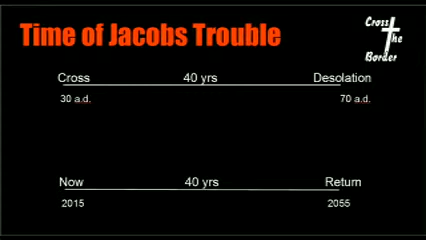 Time of Jacobs Trouble
Cross
the
Border
Cross 40 yrs Desolation
30 a.d. 70 a.d.
Now 40 yrs Return
2015 2055